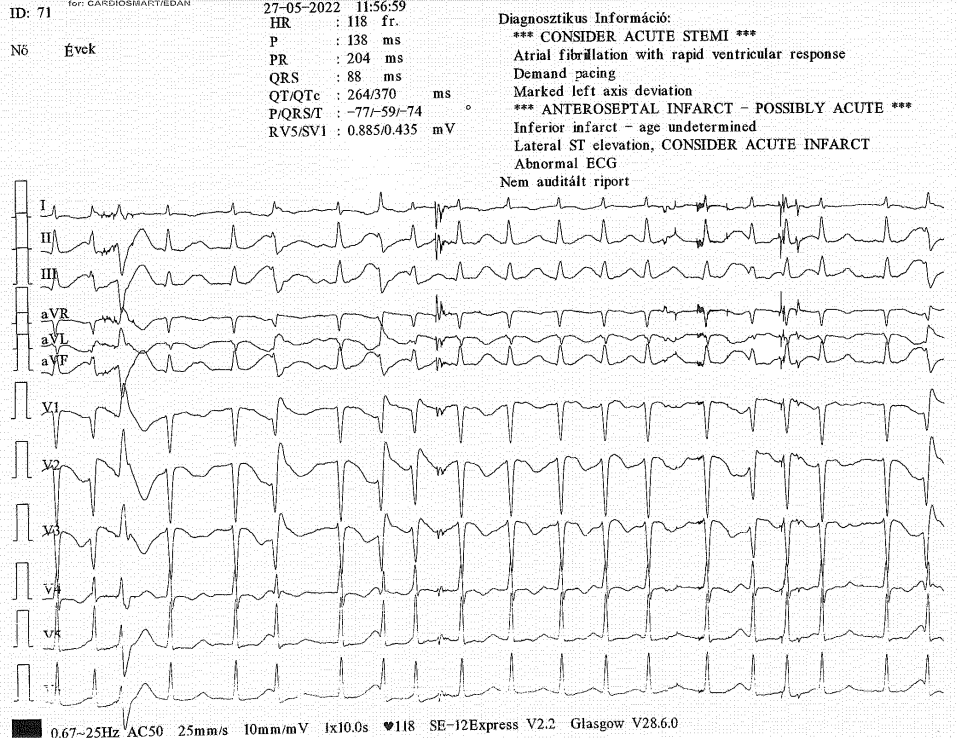 ID: 71
for: CARDIOSMART/EDAN
Nő Évek
27-05-2022 11:56:59
HR : 118 fr.
P : 138 ms
PR : 204 ms
QRS : 88 ms
QT/QTc : 264/370 ms
P/QRS/T : -77/-59/-74 °
RV5/SV1 : 0.885/0.435 mV
Diagnosztikus Információ:
*** CONSIDER ACUTE STEMI ***
Atrial fibrillation with rapid ventricular response
Demand pacing
Marked left axis deviation
*** ANTEROSEPTAL INFARCT - POSSIBLY ACUTE ***
Inferior infarct - age undetermined
Lateral ST elevation, CONSIDER ACUTE INFARCT
Abnormal ECG
Nem auditált riport
I
II
III
aVR
aVL
aVF
V1
V2
V3
V4
V5
0.67~25Hz AC50 25mm/s 10mm/mV 1x10.0s ♥118 SE-12Express V2.2 Glasgow V28.6.0